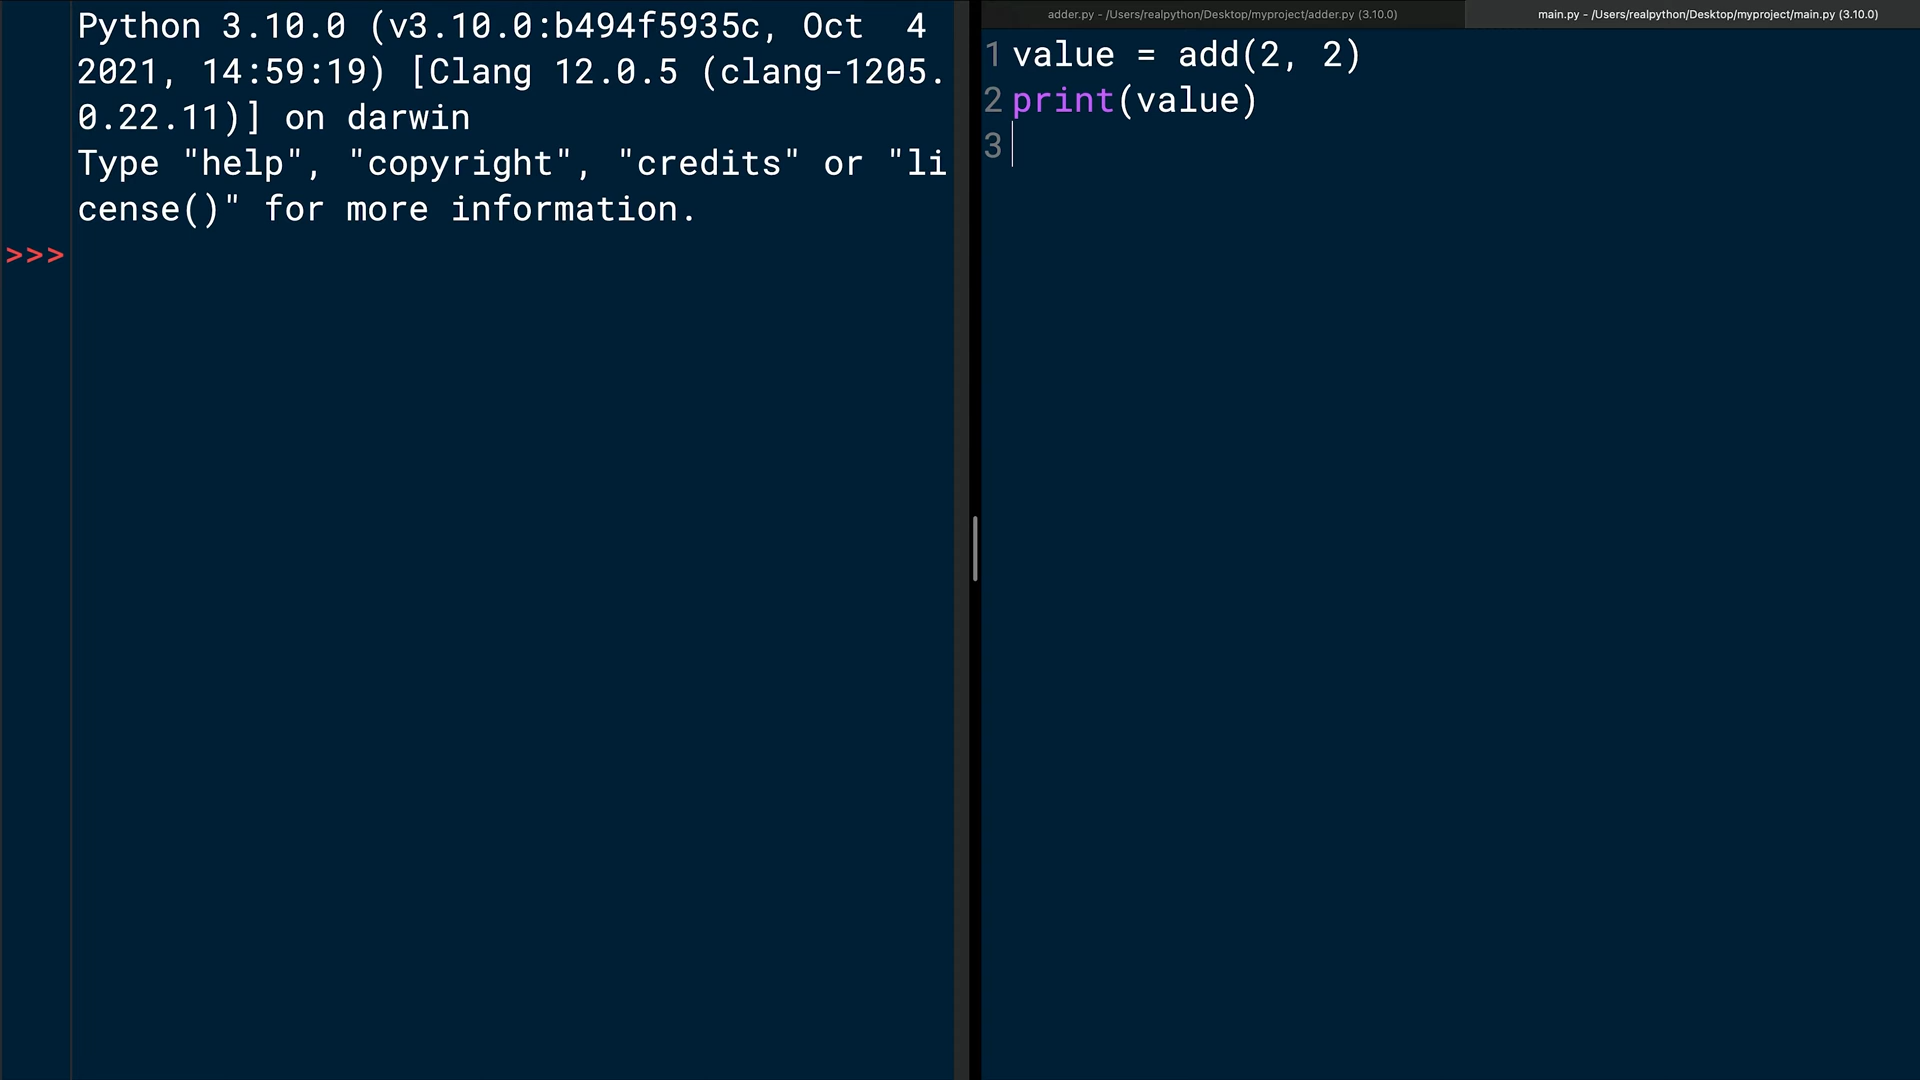 Python 3.10.0 (v3.10.0:b494f5935c, Oct  4
2021, 14:59:19) [Clang 12.0.5 (clang-1205.
0.22.11)] on darwin
Type "help", "copyright", "credits" or "li
cense()" for more information.
>>>
adder.py - /Users/realpython/Desktop/myproject/adder.py (3.10.0)
main.py - /Users/realpython/Desktop/myproject/main.py (3.10.0)
1 value = add(2, 2)
2 print(value)
3